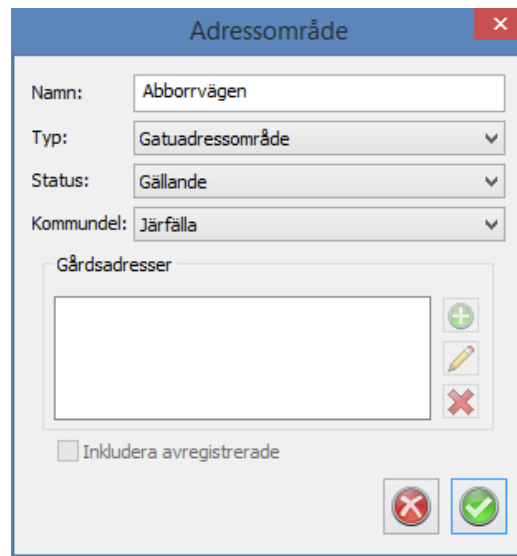 Adressområde
Namn: Abborrvägen
Typ: Gatuadressområde
Status: Gällande
Kommundel: Järfälla
Gårdsadresser
Inkludera avregistrerade